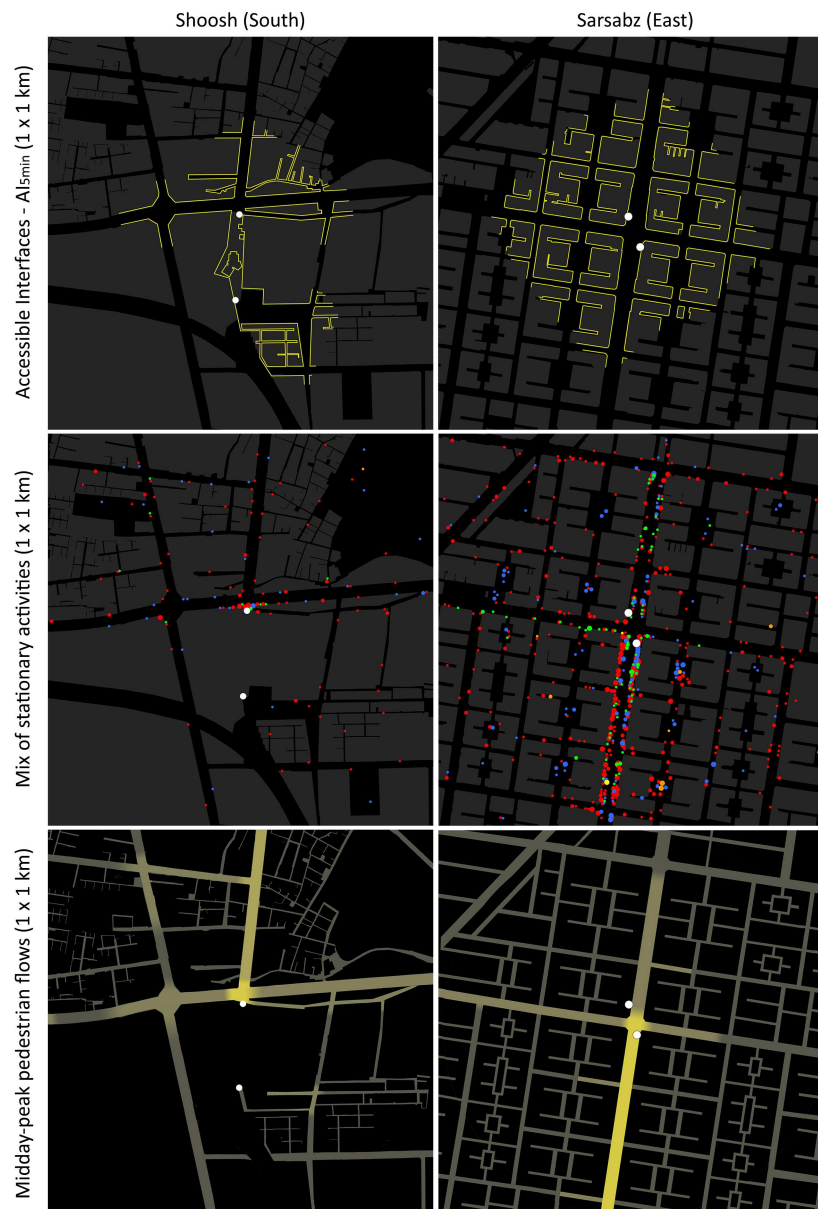 Shoosh (South)
Sarsabz (East)
Accessible Interfaces - AI5min (1 x 1 km)
Mix of stationary activities (1 x 1 km)
Midday-peak pedestrian flows (1 x 1 km)